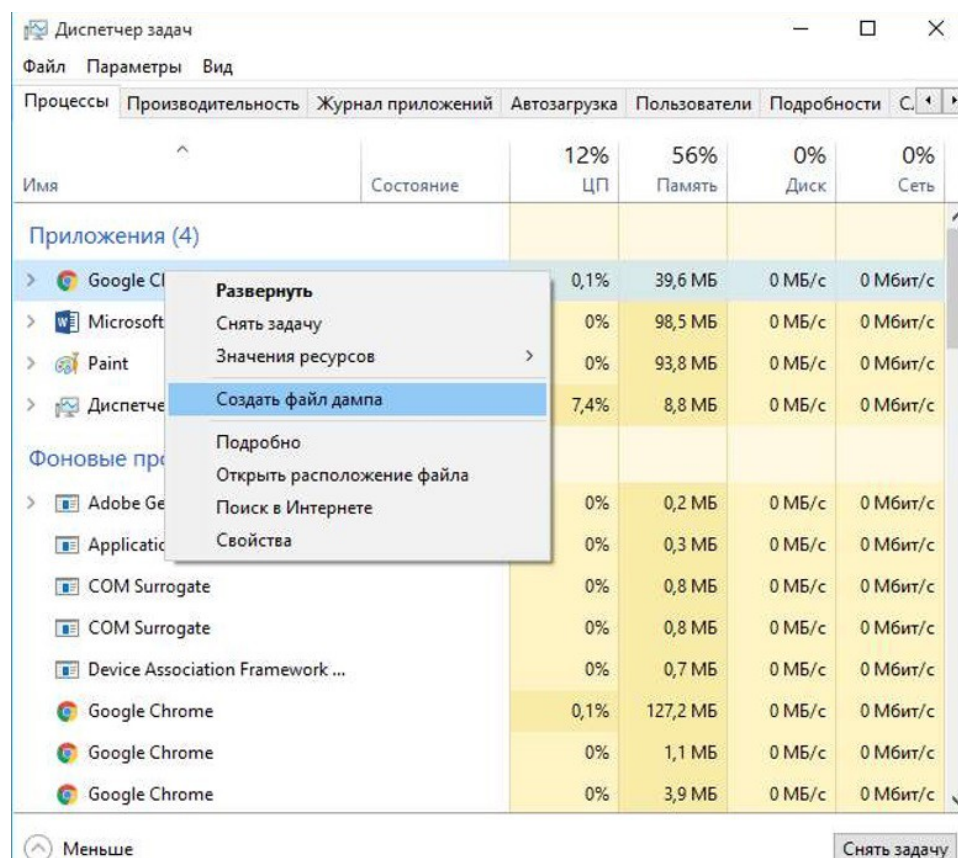 Диспетчер задач
Файл Параметры Вид
Процессы Производительность Журнал приложений Автозагрузка Пользователи Подробности С.
12% 56% 0% 0%
Имя Состояние ЦП Память Диск Сеть
Приложения (4)
Google Cl 0,1% 39,6 МБ 0 МБ/с 0 Мбит/с
Развернуть
Microsoft 0% 98,5 МБ 0 МБ/с 0 Мбит/с
Снять задачу
Значения ресурсов
Paint 0% 93,8 МБ 0 МБ/с 0 Мбит/с
Создать файл дампа
Диспетче 7,4% 8,8 МБ 0 МБ/с 0 Мбит/с
Подробно
Фоновые про
Открыть расположение файла
Adobe Ge 0% 0,2 МБ 0 МБ/с 0 Мбит/с
Поиск в Интернете
Applicatic 0% 0,3 МБ 0 МБ/с 0 Мбит/с
Свойства
COM Surrogate 0% 0,8 МБ 0 МБ/с 0 Мбит/с
COM Surrogate 0% 0,8 МБ 0 МБ/с 0 Мбит/с
Device Association Framework ... 0% 0,7 МБ 0 МБ/с 0 Мбит/с
Google Chrome 0,1% 127,2 МБ 0 МБ/с 0 Мбит/с
Google Chrome 0% 1,1 МБ 0 МБ/с 0 Мбит/с
Google Chrome 0% 3,9 МБ 0 МБ/с 0 Мбит/с
Меньше Снять задачу